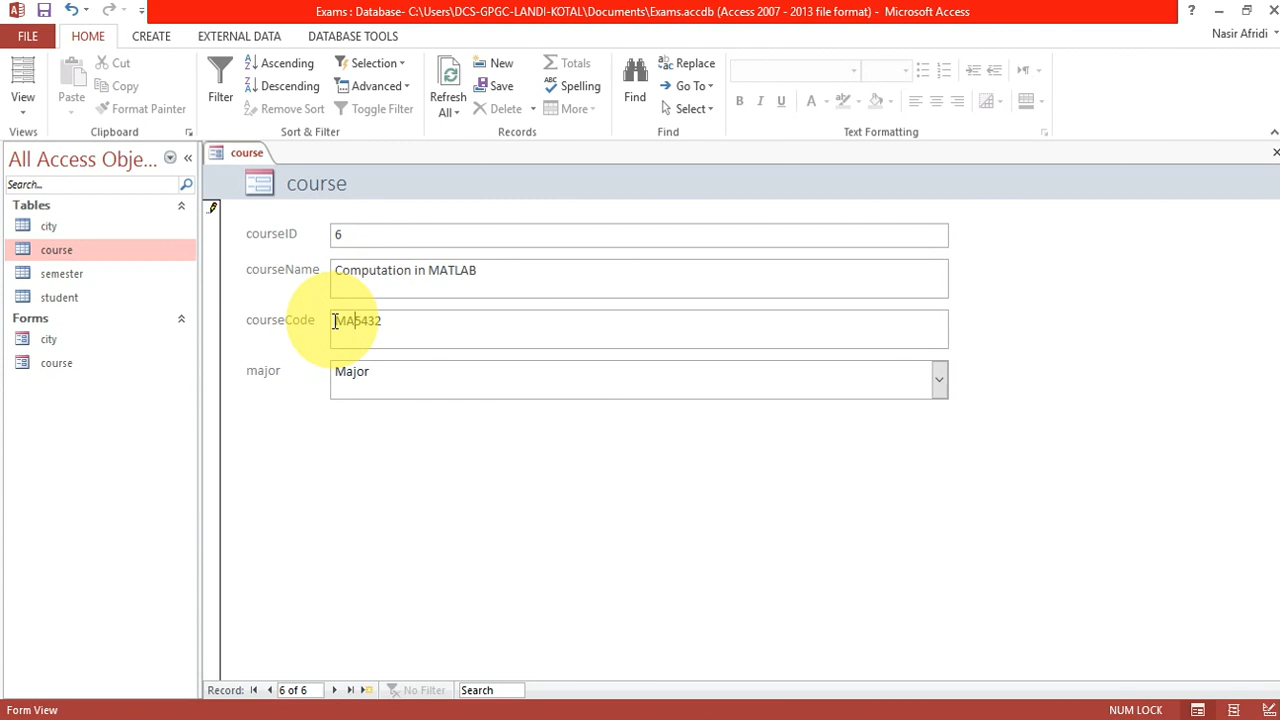 Exams : Database- C:\Users\DCS-GPGC-LANDI-KOTAL\Documents\Exams.accdb (Access 2007 - 2013 file format) - Microsoft Access
?
FILE HOME CREATE EXTERNAL DATA DATABASE TOOLS Nasir Afridi
View
Views
Paste
Cut
Copy
Format Painter
Clipboard
Filter
Ascending
Descending
Remove Sort
Selection
Advanced
Toggle Filter
Sort & Filter
Refresh
All
New
Save
Delete
Totals
Spelling
More
Records
Find
Replace
Go To
Select
Find
B I U A
Text Formatting
All Access Obje...
Search...
Tables
city
course
semester
student
Forms
city
course
course
course
courseID 6
courseName Computation in MATLAB
courseCode MA5432
major Major
Record: 6 of 6 No Filter Search
Form View NUM LOCK